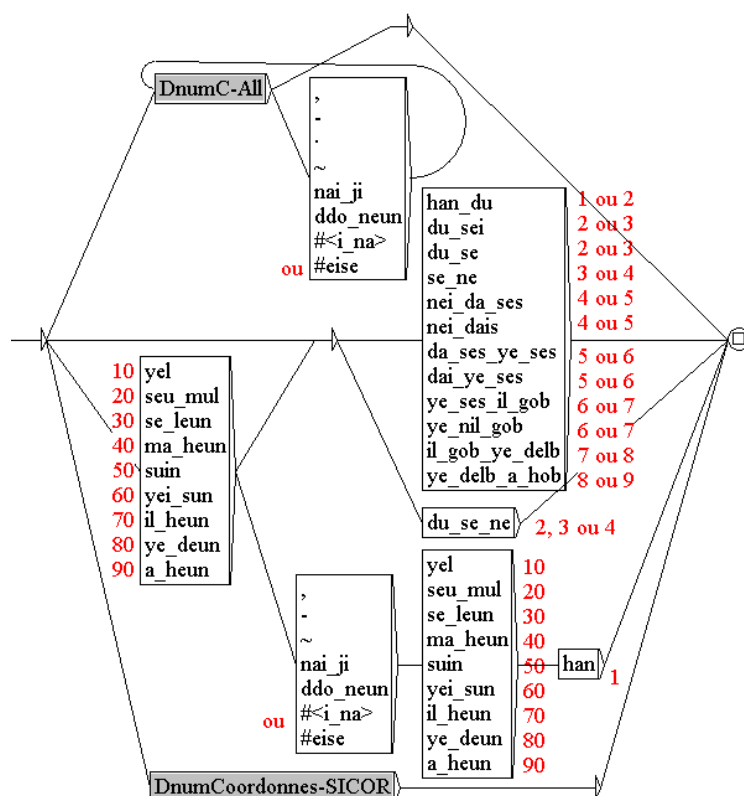 DnumC-All
,
-
.
~
nai_ji
ddo_neun
#<i_na>
ou #eise
han_du 1 ou 2
du_sei 2 ou 3
du_se 2 ou 3
se_ne 3 ou 4
nei_da_ses 4 ou 5
nei_dais 4 ou 5
da_ses_ye_ses 5 ou 6
dai_ye_ses 5 ou 6
ye_ses_il_gob 6 ou 7
ye_nil_gob 6 ou 7
il_gob_ye_delb 7 ou 8
ye_delb_a_hob 8 ou 9
du_se_ne 2, 3 ou 4
10 yel
20 seu_mul
30 se_leun
40 ma_heun
50 suin
60 yei_sun
70 il_heun
80 ye_deun
90 a_heun
,
-
~
nai_ji
ddo_neun
ou #<i_na>
#eise
yel 10
seu_mul 20
se_leun 30
ma_heun 40
suin 50
yei_sun 60
il_heun 70
ye_deun 80
a_heun 90
han 1
DnumCoordonnes-SICOR